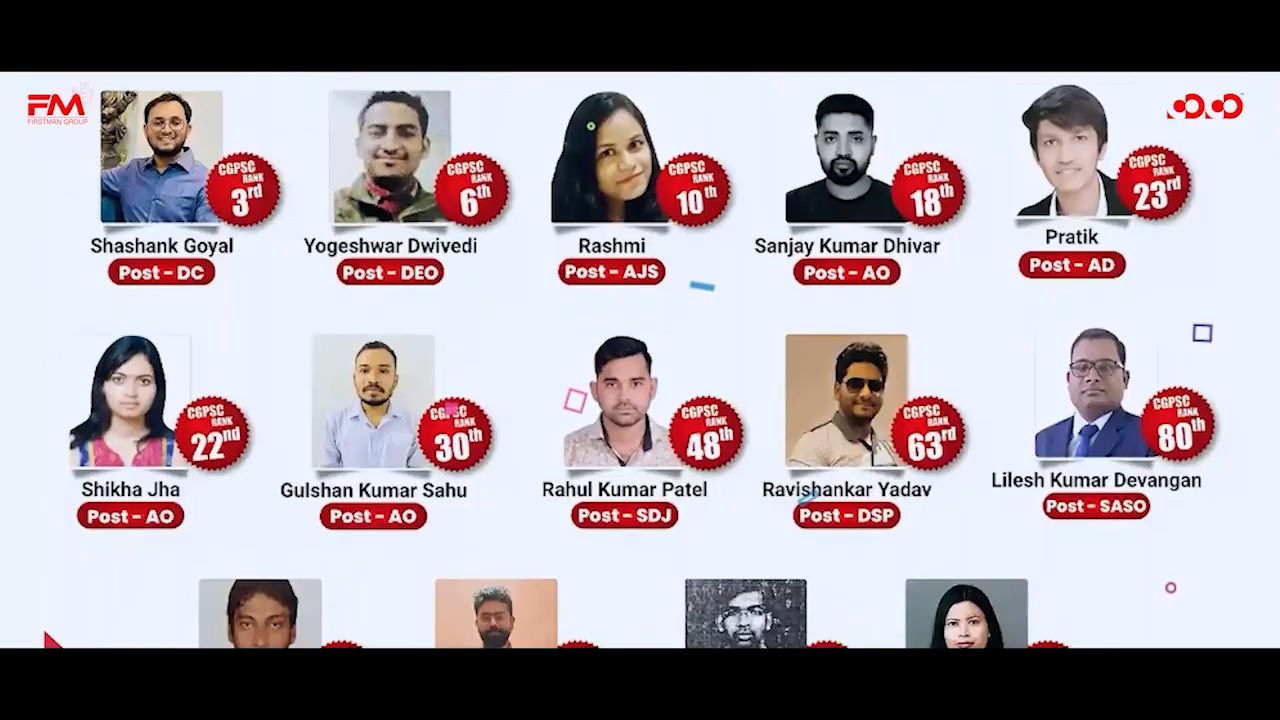 FM
FIRSTMAN GROUP
CGPSC
RANK
3rd
CGPSC
RANK
6th
CGPSC
RANK
10th
CGPSC
RANK
18th
CGPSC
RANK
23rd
Shashank Goyal
Yogeshwar Dwivedi
Rashmi
Sanjay Kumar Dhivar
Pratik
Post - DC
Post - DEO
Post - AJS
Post - AO
Post - AD
CGPSC
RANK
22nd
CGPSC
RANK
30th
CGPSC
RANK
48th
CGPSC
RANK
63rd
CGPSC
RANK
80th
Shikha Jha
Gulshan Kumar Sahu
Rahul Kumar Patel
Ravishankar Yadav
Lilesh Kumar Devangan
Post - AO
Post - AO
Post - SDJ
Post - DSP
Post - SASO